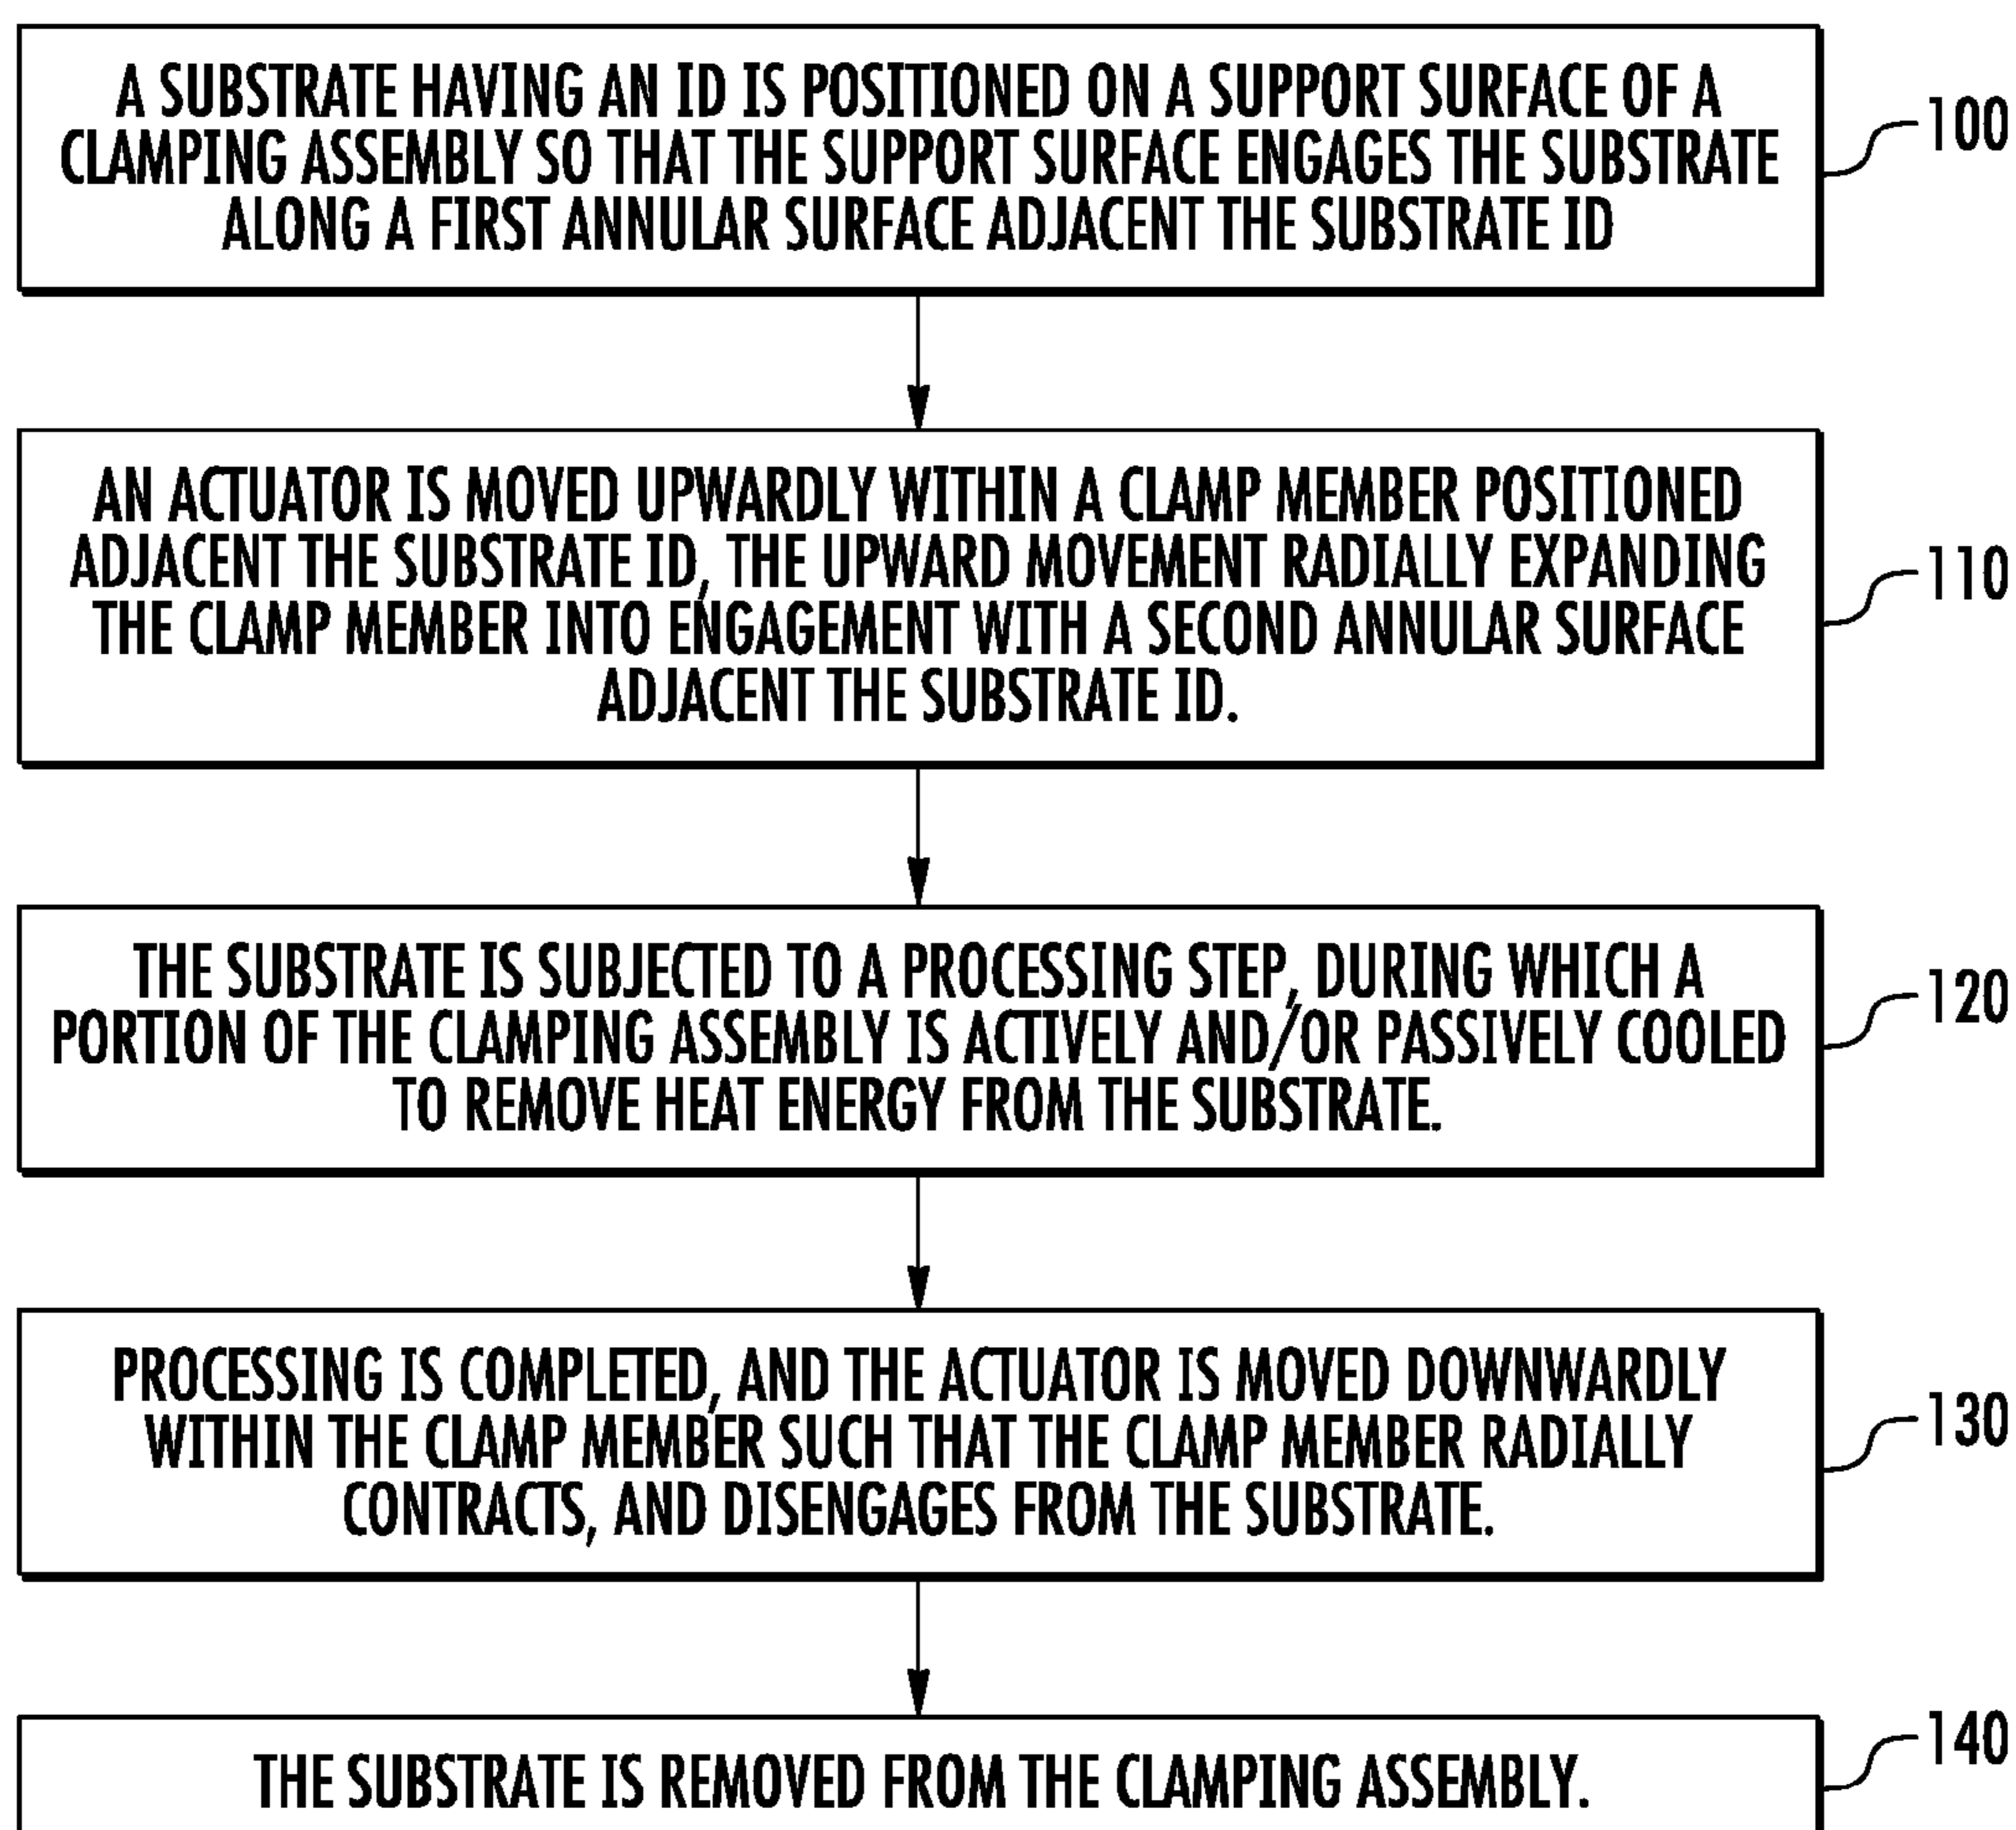 A SUBSTRATE HAVING AN ID IS POSITIONED ON A SUPPORT SURFACE OF A
CLAMPING ASSEMBLY SO THAT THE SUPPORT SURFACE ENGAGES THE SUBSTRATE
ALONG A FIRST ANNULAR SURFACE ADJACENT THE SUBSTRATE ID
100
AN ACTUATOR IS MOVED UPWARDLY WITHIN A CLAMP MEMBER POSITIONED
ADJACENT THE SUBSTRATE ID, THE UPWARD MOVEMENT RADIALLY EXPANDING
THE CLAMP MEMBER INTO ENGAGEMENT WITH A SECOND ANNULAR SURFACE
ADJACENT THE SUBSTRATE ID.
110
THE SUBSTRATE IS SUBJECTED TO A PROCESSING STEP, DURING WHICH A
PORTION OF THE CLAMPING ASSEMBLY IS ACTIVELY AND/OR PASSIVELY COOLED
TO REMOVE HEAT ENERGY FROM THE SUBSTRATE.
120
PROCESSING IS COMPLETED, AND THE ACTUATOR IS MOVED DOWNWARDLY
WITHIN THE CLAMP MEMBER SUCH THAT THE CLAMP MEMBER RADIALLY
CONTRACTS, AND DISENGAGES FROM THE SUBSTRATE.
130
THE SUBSTRATE IS REMOVED FROM THE CLAMPING ASSEMBLY.
140